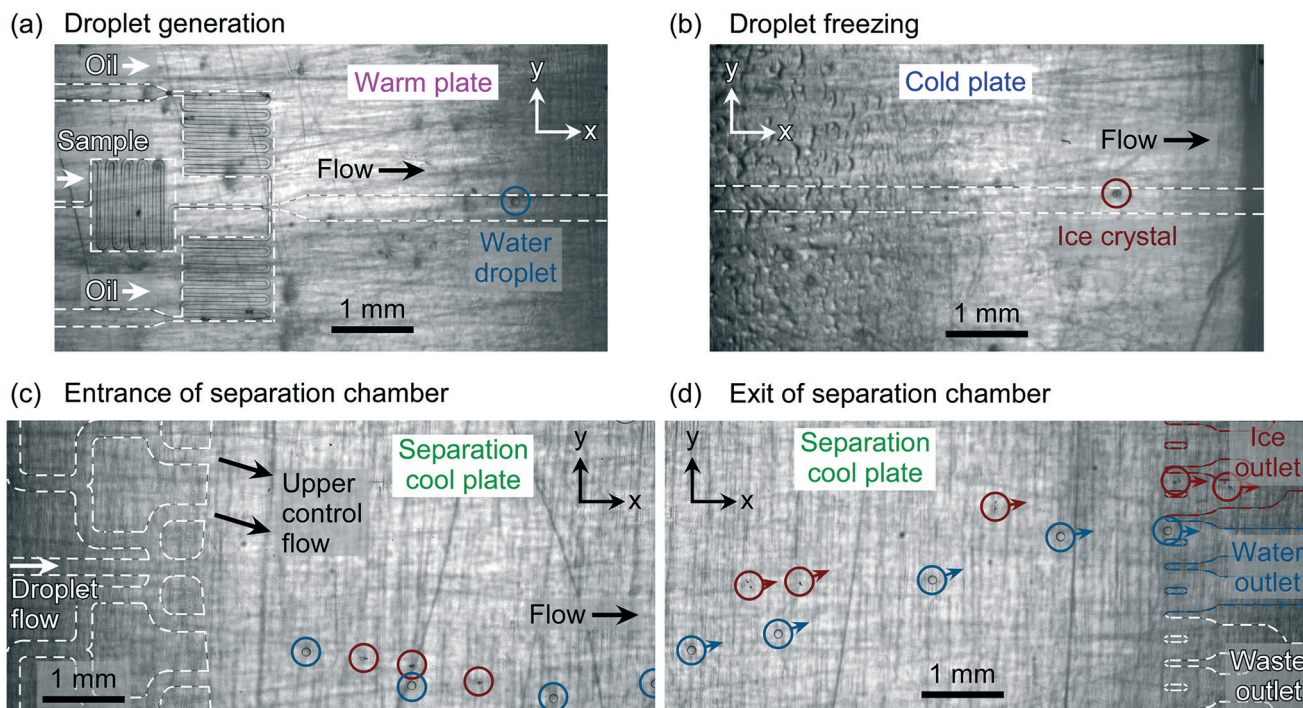 (a) Droplet generation
Oil
Warm plate
y
x
Sample
Flow
Water
droplet
Oil
1 mm
(b) Droplet freezing
y
x
Cold plate
Flow
Ice crystal
1 mm
(c) Entrance of separation chamber
Separation
cool plate
y
x
Upper
control
flow
Droplet
flow
Flow
1 mm
(d) Exit of separation chamber
y
x
Separation
cool plate
Ice
outlet
Water
outlet
Waste
outlet
1 mm